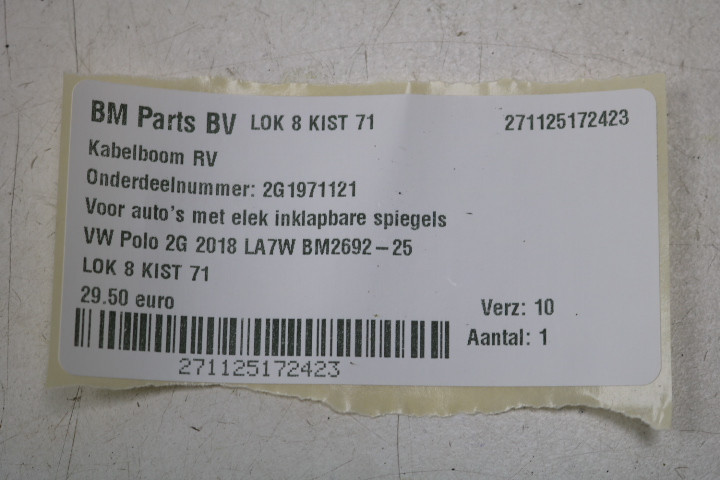 BM Parts BV LOK 8 KIST 71 271125172423
Kabelboom RV
Onderdeelnummer: 2G1971121
Voor auto's met elek inklapbare spiegels
VW Polo 2G 2018 LA7W BM2692-25
LOK 8 KIST 71
29.50 euro Verz: 10
Aantal: 1
271125172423